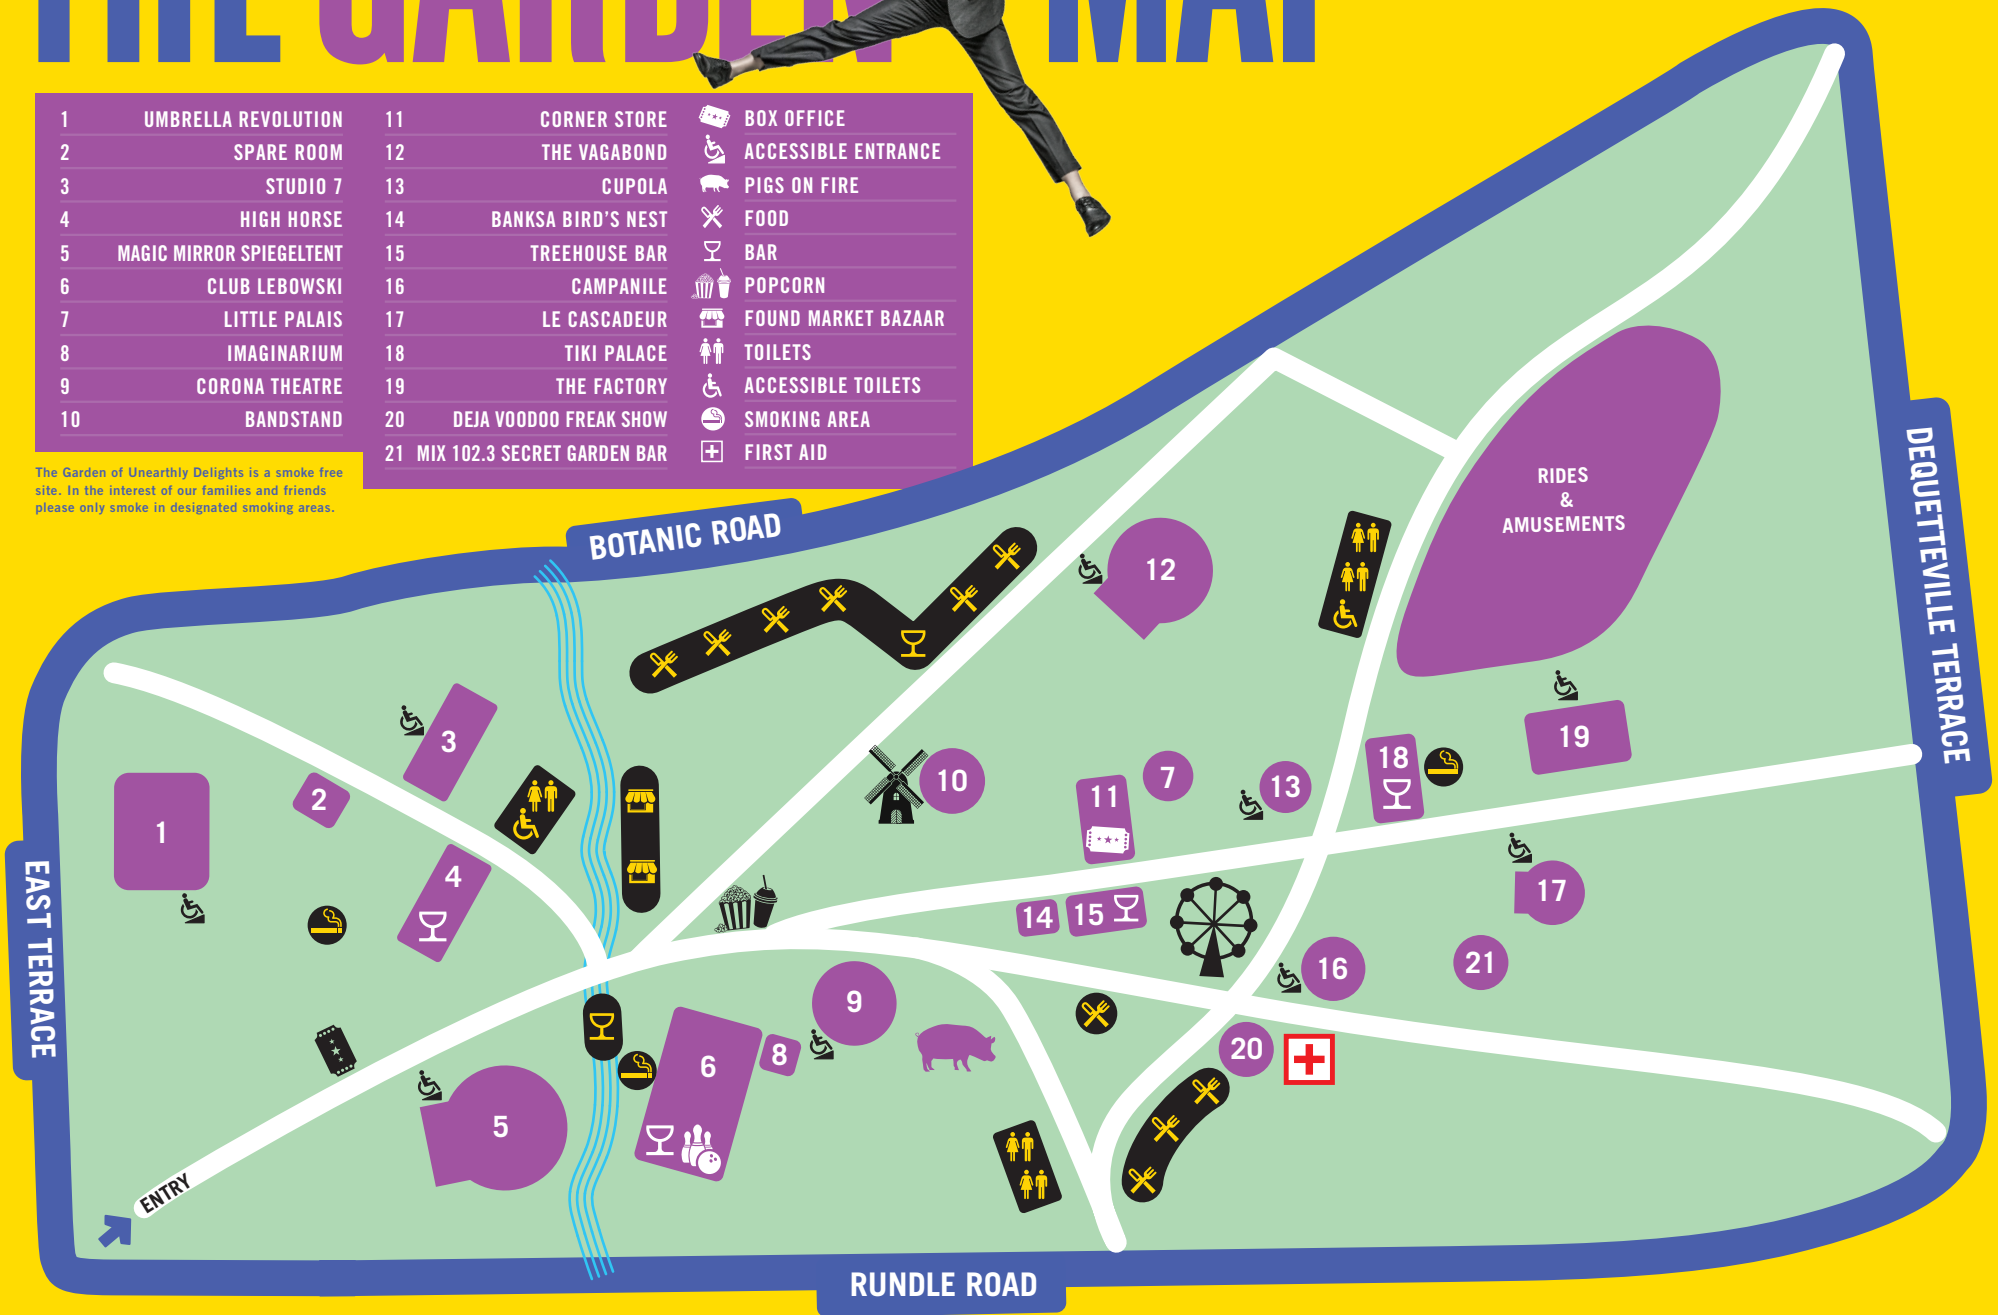 THE GARDEN MAP
1 UMBRELLA REVOLUTION
2 SPARE ROOM
3 STUDIO 7
4 HIGH HORSE
5 MAGIC MIRROR SPIEGELTENT
6 CLUB LEBOWSKI
7 LITTLE PALAIS
8 IMAGINARIUM
9 CORONA THEATRE
10 BANDSTAND
11 CORNER STORE
12 THE VAGABOND
13 CUPOLA
14 BANKSA BIRD'S NEST
15 TREEHOUSE BAR
16 CAMPANILE
17 LE CASCADEUR
18 TIKI PALACE
19 THE FACTORY
20 DEJA VOODOO FREAK SHOW
21 MIX 102.3 SECRET GARDEN BAR
BOX OFFICE
ACCESSIBLE ENTRANCE
PIGS ON FIRE
FOOD
BAR
POPCORN
FOUND MARKET BAZAAR
TOILETS
ACCESSIBLE TOILETS
SMOKING AREA
FIRST AID
The Garden of Unearthly Delights is a smoke free
site. In the interest of our families and friends
please only smoke in designated smoking areas.
BOTANIC ROAD
DEQUETTEVILLE TERRACE
RIDES
&
AMUSEMENTS
12
3
19
18
10
7
13
11
2
1
4
17
14
15
16
21
9
20
8
6
5
EAST TERRACE
ENTRY
RUNDLE ROAD